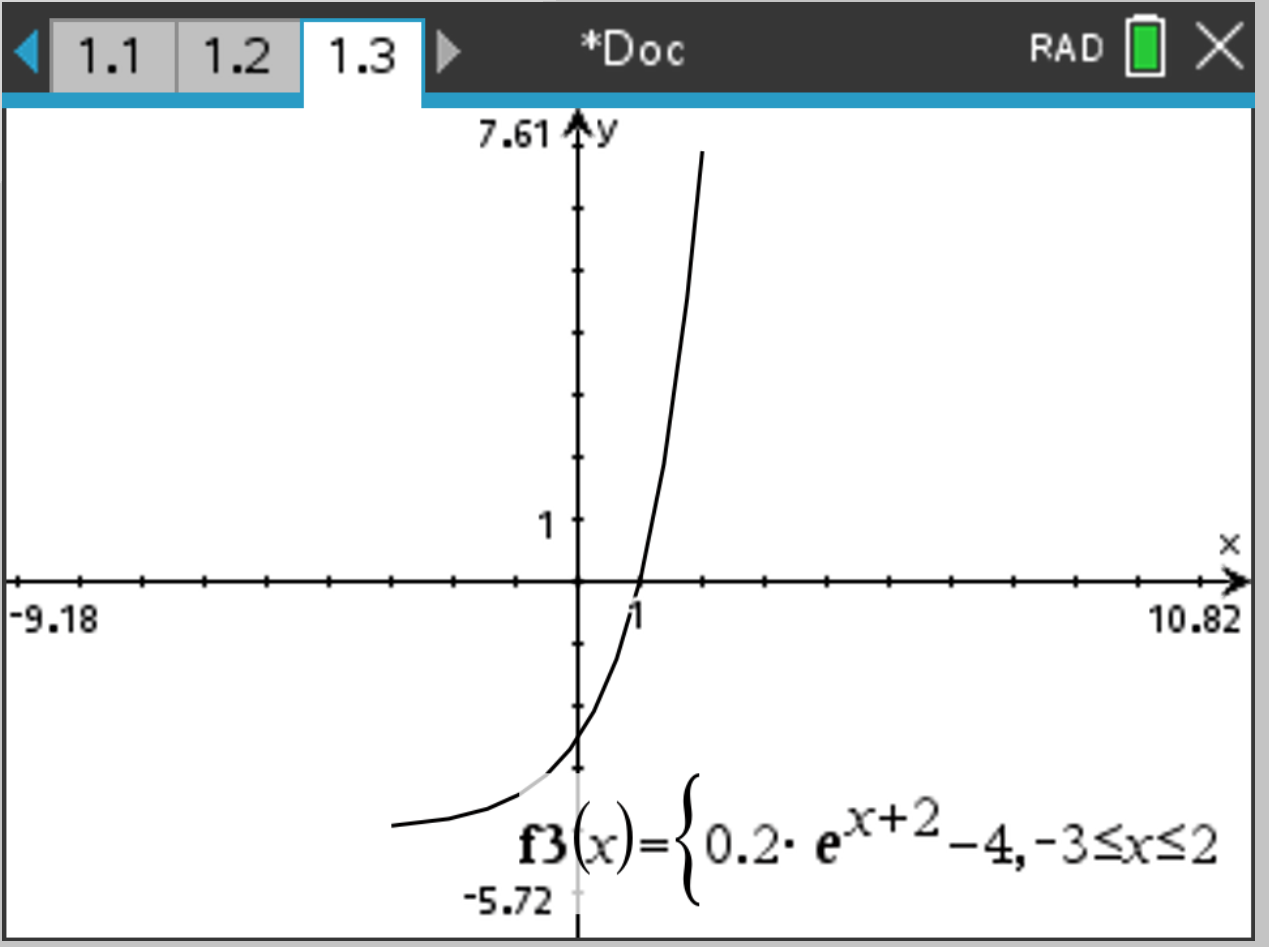 1.1 1.2 1.3 *Doc RAD
7.61 y
1
x
-9.18 1 10.82
f3(x)={0.2· e^{x+2}−4,-3≤x≤2
-5.72